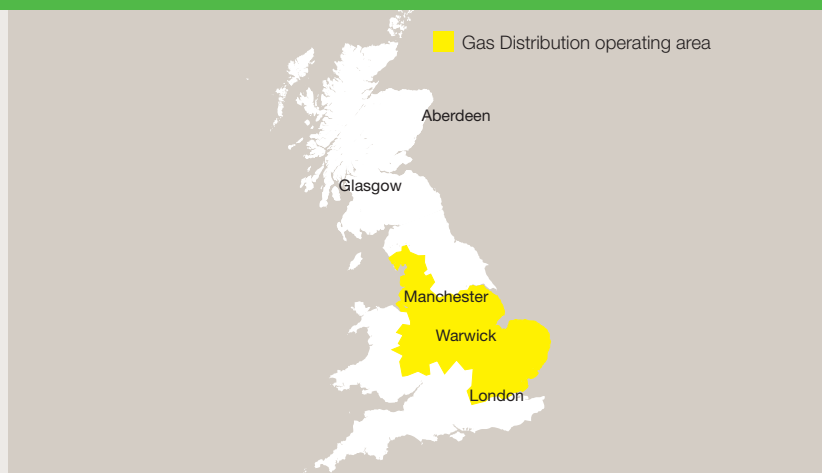 Gas Distribution operating area
Aberdeen
Glasgow
Manchester
Warwick
London